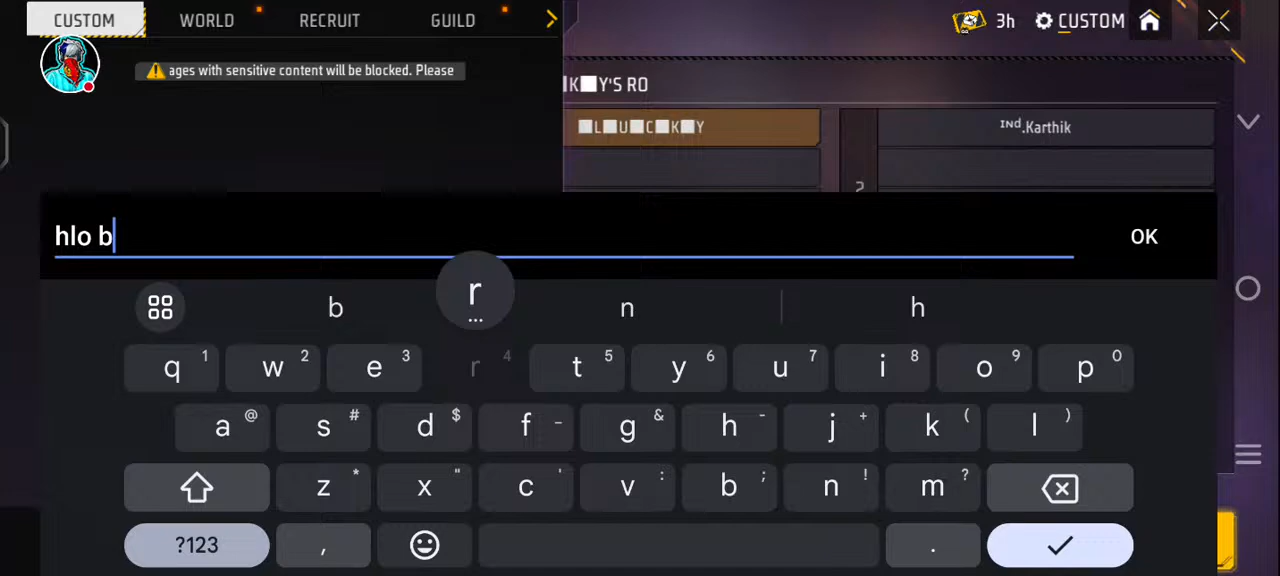 CUSTOM WORLD RECRUIT GUILD
3h CUSTOM
ages with sensitive content will be blocked. Please
K■Y'S RO
■L■U■C■K■Y
ᴵᴺᵈ.Karthik
2
hlo b
OK
b r n h
q 1 w 2 e 3 r 4 t 5 y 6 u 7 i 8 o 9 p 0
a @ s # d $ f _ g & h - j + k ( l )
z * x " c ' v : b ; n ! m ?
?123 , .